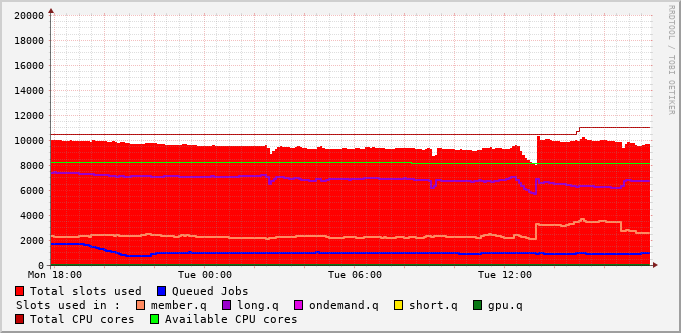 20000
18000
16000
14000
12000
10000
8000
6000
4000
2000
0
Mon 18:00 Tue 00:00 Tue 06:00 Tue 12:00
RRDTOOL / TOBI OETIKER
Total slots used Queued Jobs
Slots used in : member.q long.q ondemand.q short.q gpu.q
Total CPU cores Available CPU cores